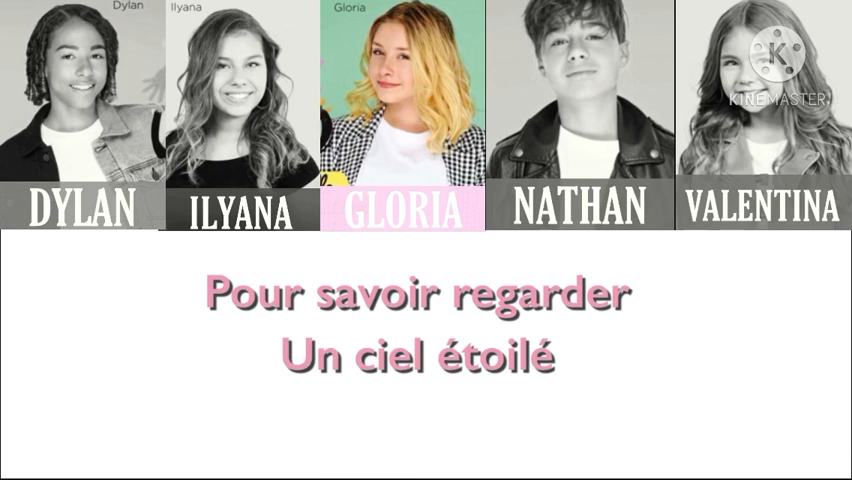 Dylan
Ilyana
Gloria
KINEMASTER
DYLAN
ILYANA
GLORIA
NATHAN
VALENTINA
Pour savoir regarder
Un ciel étoilé